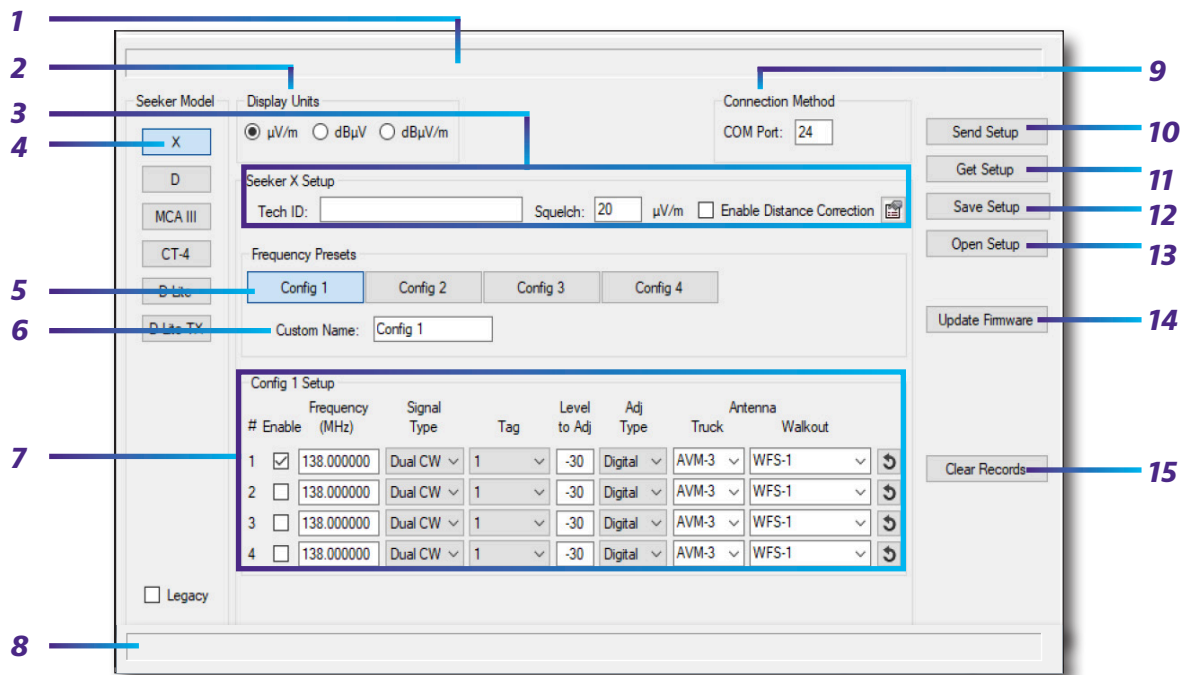 1
2
3
4
5
6
7
8
9
10
11
12
13
14
15
Seeker Model
X
D
MCA III
CT-4
D-Lite
D-Lite TX
Legacy
Display Units
µV/m dBµV dBµV/m
Connection Method
COM Port: 24
Seeker X Setup
Tech ID: Squelch: 20 µV/m Enable Distance Correction
Frequency Presets
Config 1 Config 2 Config 3 Config 4
Custom Name: Config 1
Config 1 Setup
Frequency Signal Level Adj Antenna
# Enable (MHz) Type Tag to Adj Type Truck Walkout
1 138.000000 Dual CW 1 -30 Digital AVM-3 WFS-1
2 138.000000 Dual CW 1 -30 Digital AVM-3 WFS-1
3 138.000000 Dual CW 1 -30 Digital AVM-3 WFS-1
4 138.000000 Dual CW 1 -30 Digital AVM-3 WFS-1
Send Setup
Get Setup
Save Setup
Open Setup
Update Firmware
Clear Records